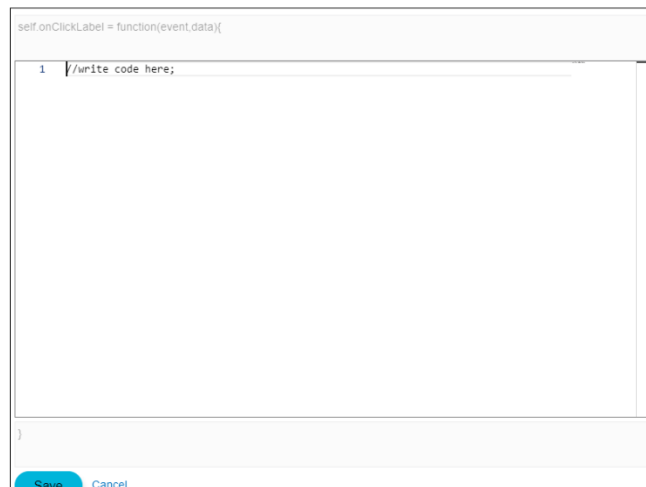 self.onClickLabel = function(event,data){
1 //write code here;
}
Save Cancel